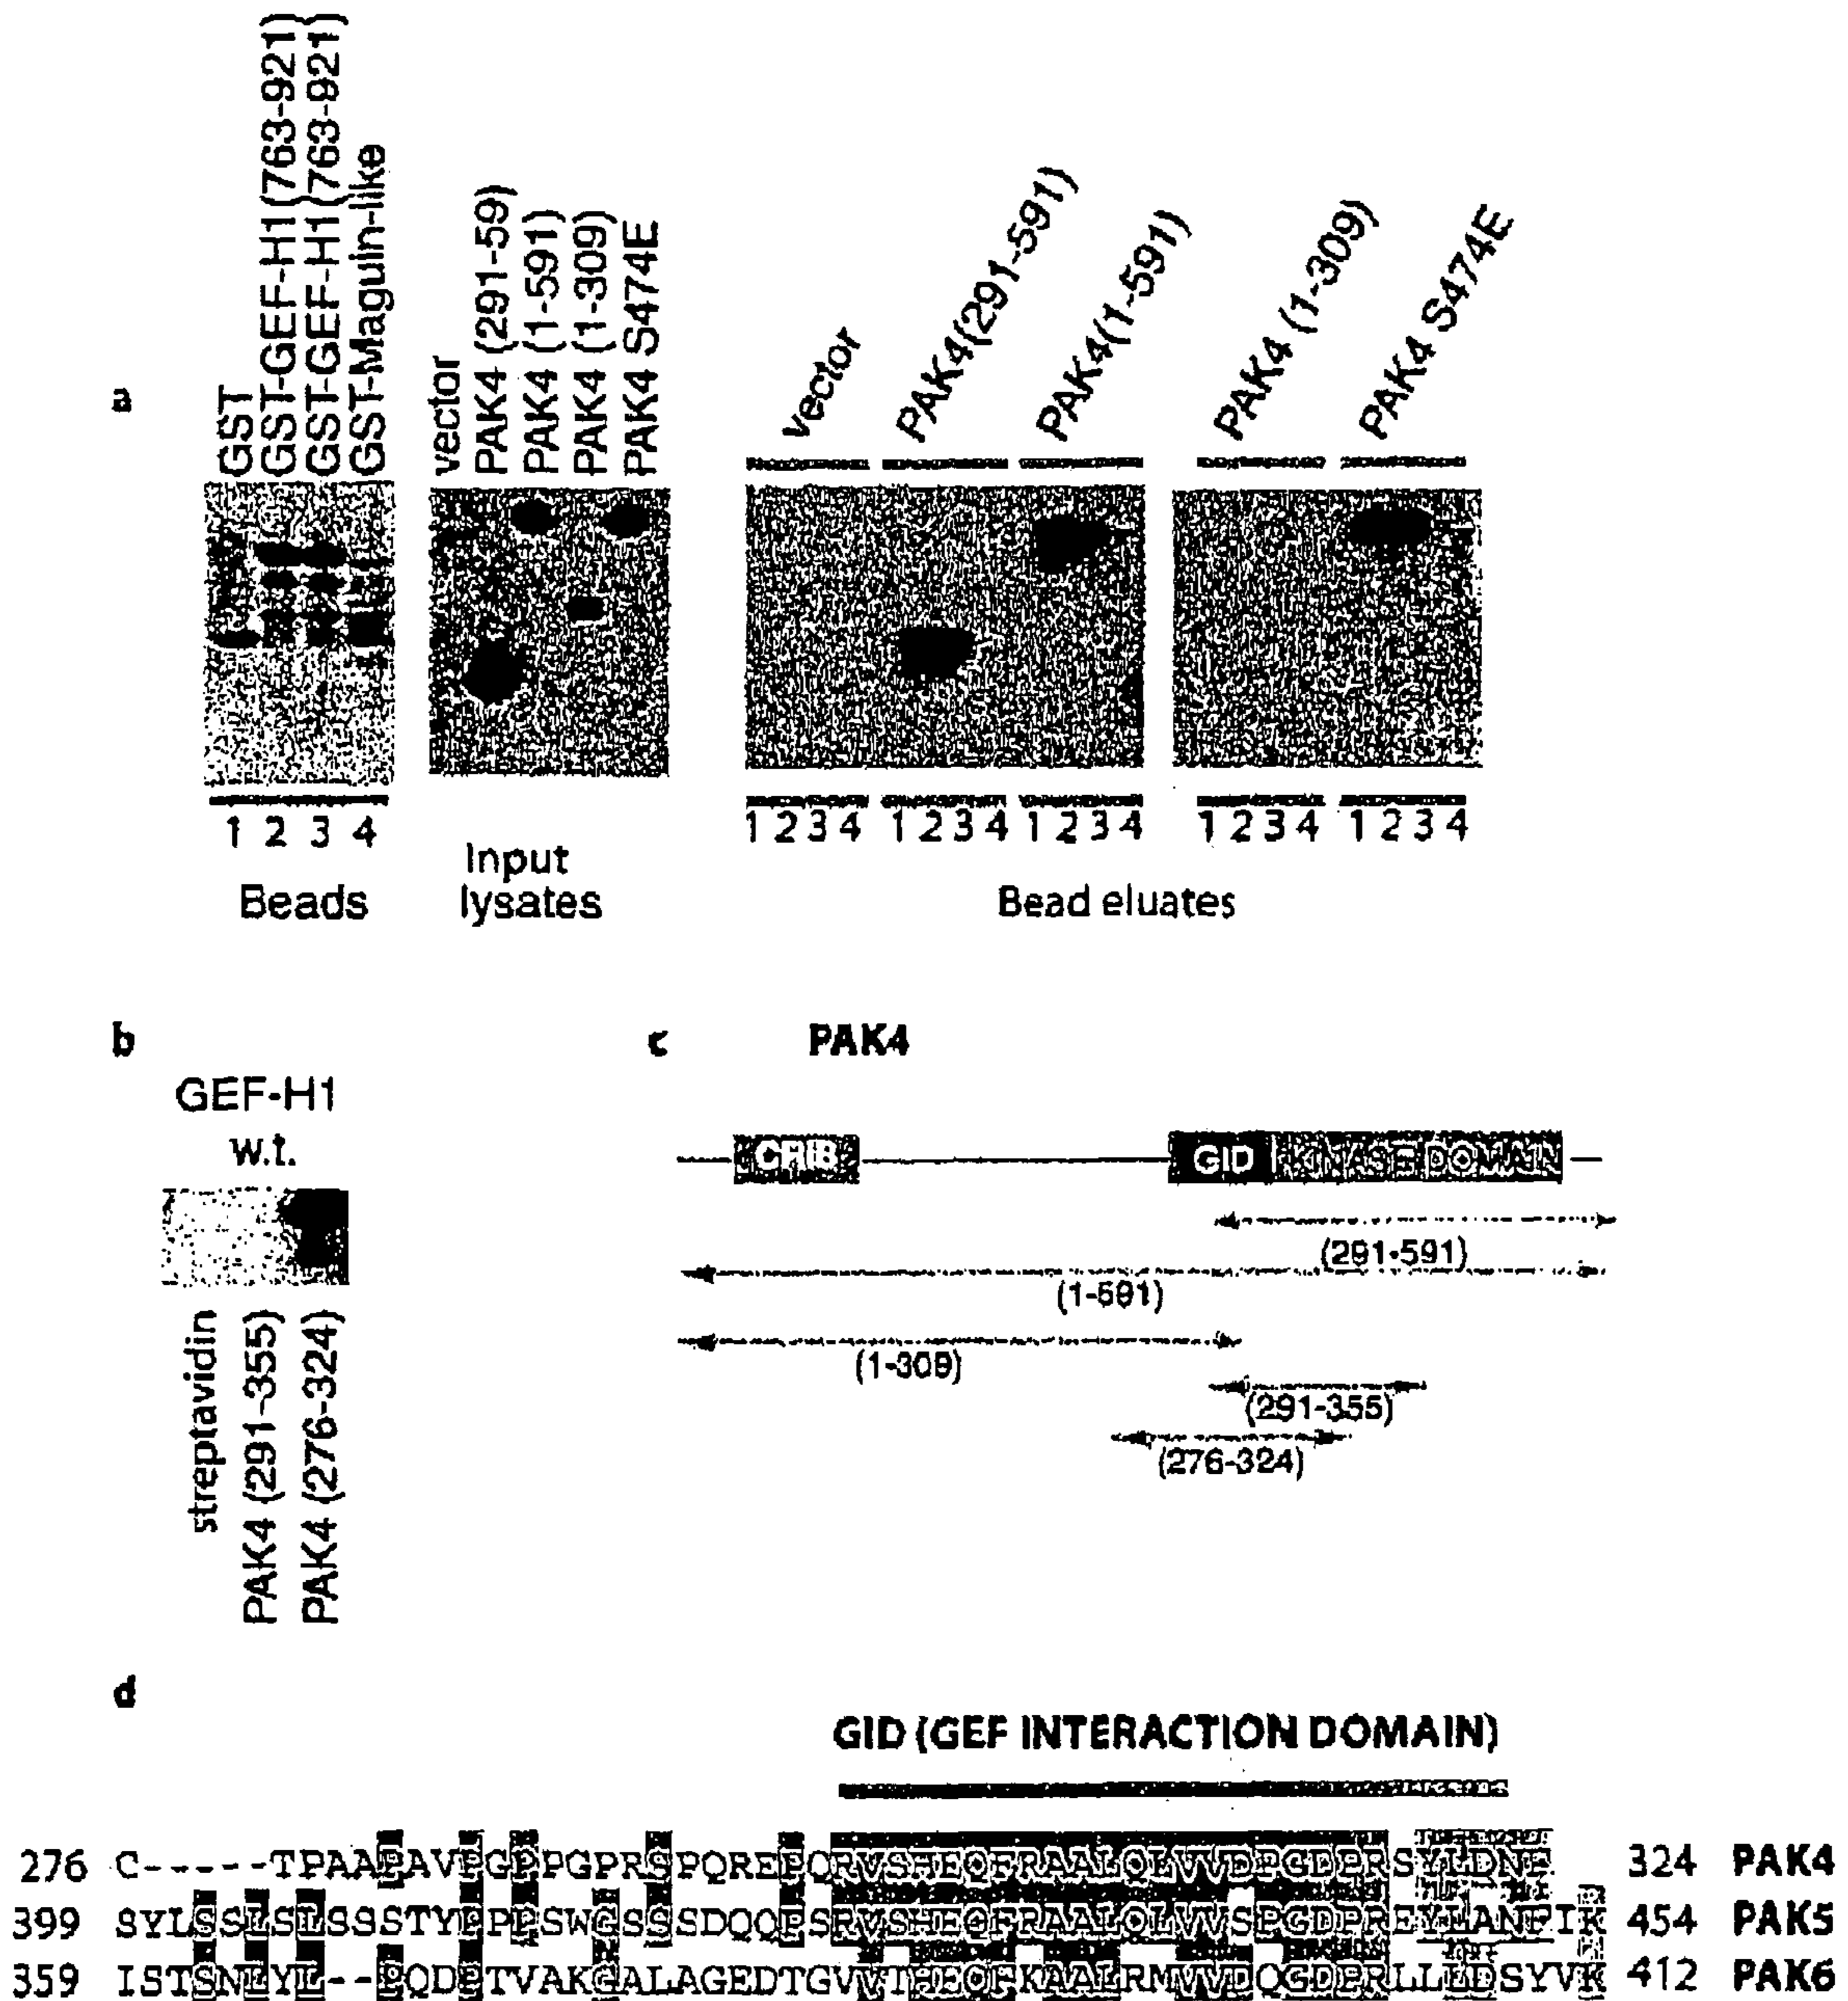 a
GST
GST-GEF-H1(763-921)
GST-GEF-H1(763-921)
GST-Maguin-like
vector
PAK4 (291-59)
PAK4 (1-591)
PAK4 (1-309)
PAK4 S474E
vector
PAK4(291-591)
PAK4(1-591)
PAK4 (1-309)
PAK4 S474E
1 2 3 4
1 2 3 4 1 2 3 4 1 2 3 4 1 2 3 4 1 2 3 4
Beads
Input
lysates
Bead eluates
b
GEF-H1
w.t.
streptavidin
PAK4 (291-355)
PAK4 (276-324)
c
PAK4
CRIB
GID
KINASE DOMAIN
(291-591)
(1-591)
(1-309)
(291-355)
(276-324)
d
GID (GEF INTERACTION DOMAIN)
276 C-----TPAAPAVPGPPGPRSPQREPQRVSHEQFRAALQLVVDPGDPRSYLDNF 324 PAK4
399 SYLSSLSLSSSTYPPPSWGSSSDQQPSRVSHEQFRAALQLVVSPGDPREYLANFIK 454 PAK5
359 ISTSNLYL--PQDPTVAKGALAGEDTGVVTHEQFKAALRMVVDQGDPRLLLDSYVK 412 PAK6